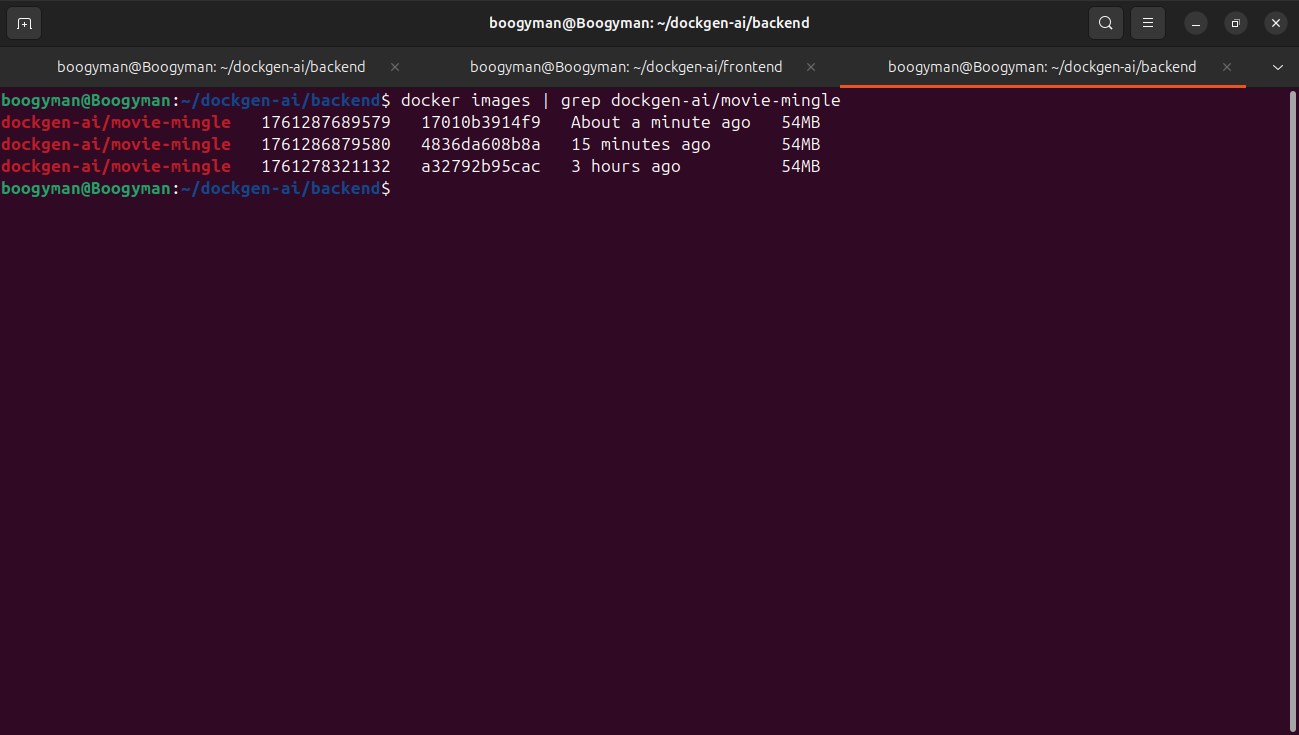 boogyman@Boogyman: ~/dockgen-ai/backend
boogyman@Boogyman: ~/dockgen-ai/backend boogyman@Boogyman: ~/dockgen-ai/frontend boogyman@Boogyman: ~/dockgen-ai/backend
boogyman@Boogyman:~/dockgen-ai/backend$ docker images | grep dockgen-ai/movie-mingle
dockgen-ai/movie-mingle 1761287689579 17010b3914f9 About a minute ago 54MB
dockgen-ai/movie-mingle 1761286879580 4836da608b8a 15 minutes ago 54MB
dockgen-ai/movie-mingle 1761278321132 a32792b95cac 3 hours ago 54MB
boogyman@Boogyman:~/dockgen-ai/backend$